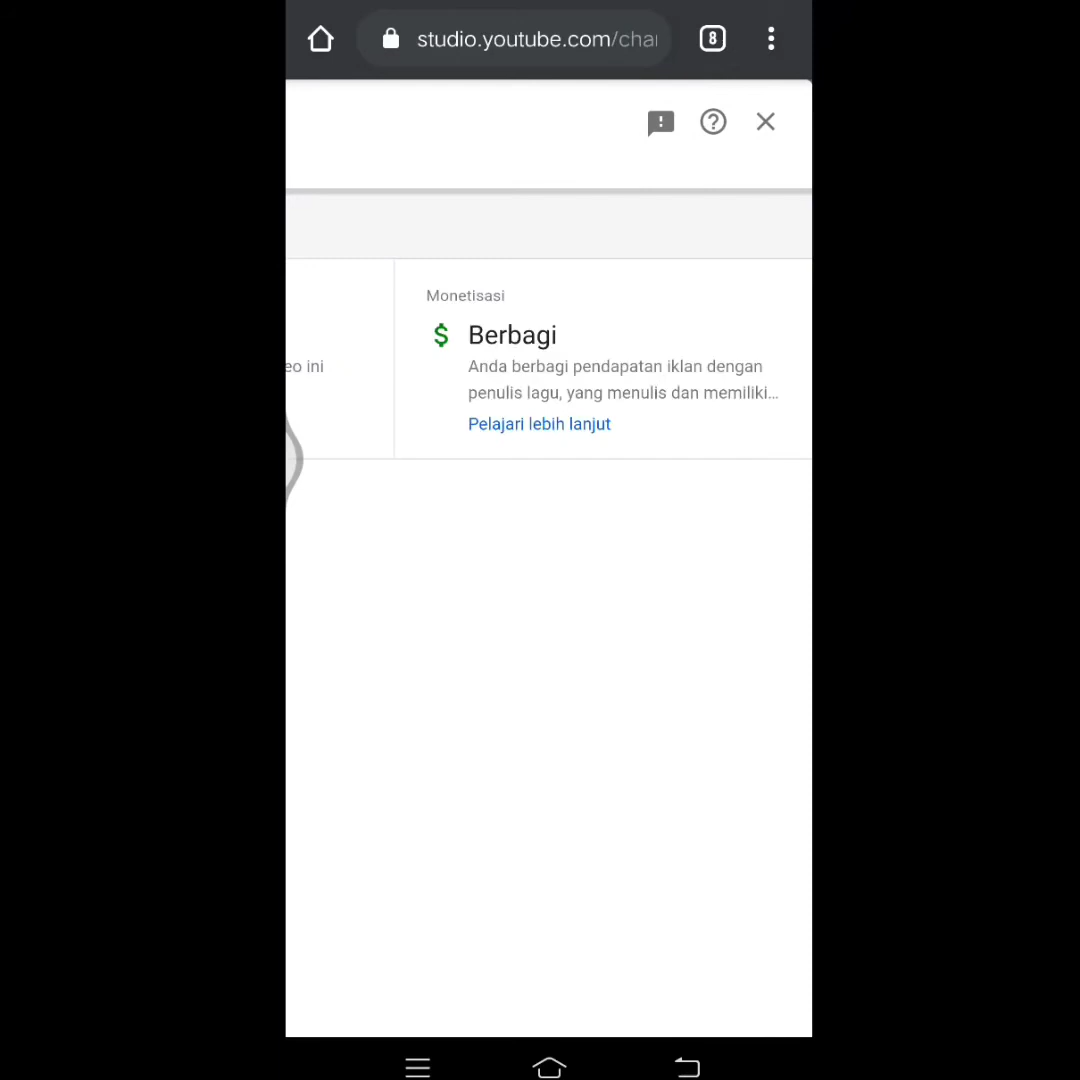 studio.youtube.com/cha
8
Monetisasi
$ Berbagi
eo ini
Anda berbagi pendapatan iklan dengan
penulis lagu, yang menulis dan memiliki...
Pelajari lebih lanjut